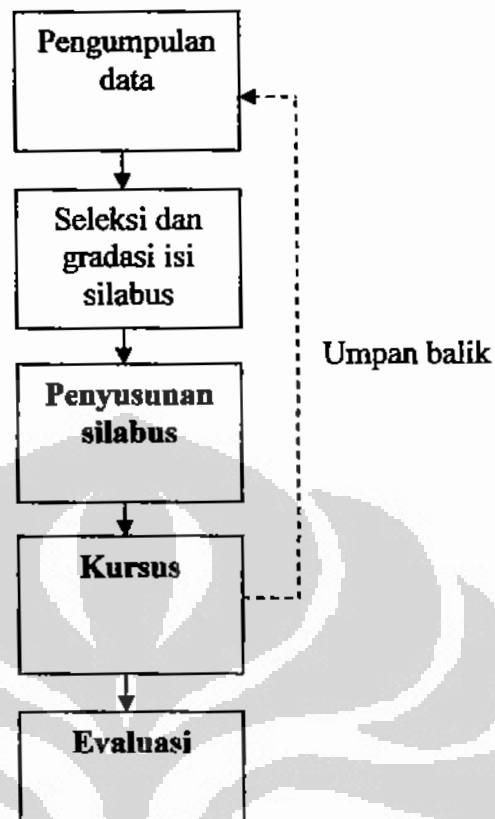 Pengumpulan
data
Seleksi dan
gradasi isi
silabus
Umpan balik
Penyusunan
silabus
Kursus
Evaluasi